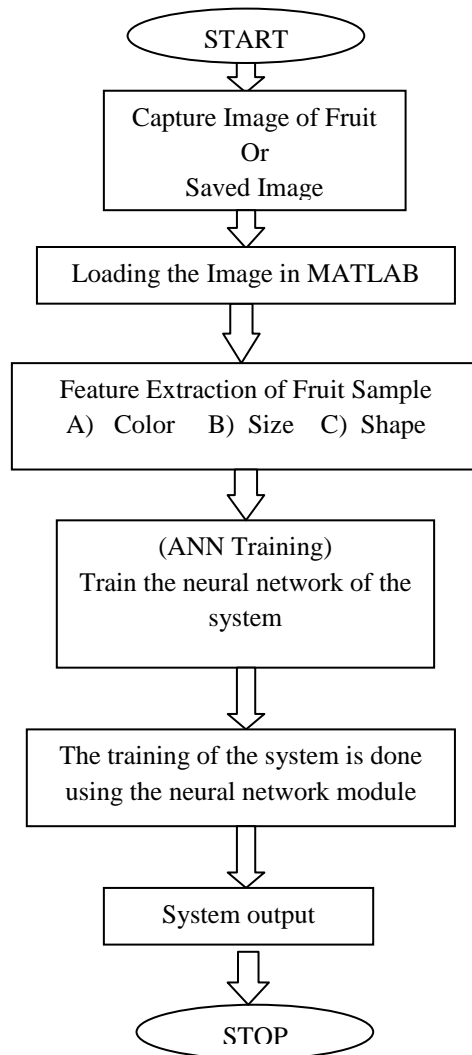 START
Capture Image of Fruit
Or
Saved Image
Loading the Image in MATLAB
Feature Extraction of Fruit Sample
A) Color B) Size C) Shape
(ANN Training)
Train the neural network of the
system
The training of the system is done
using the neural network module
System output
STOP